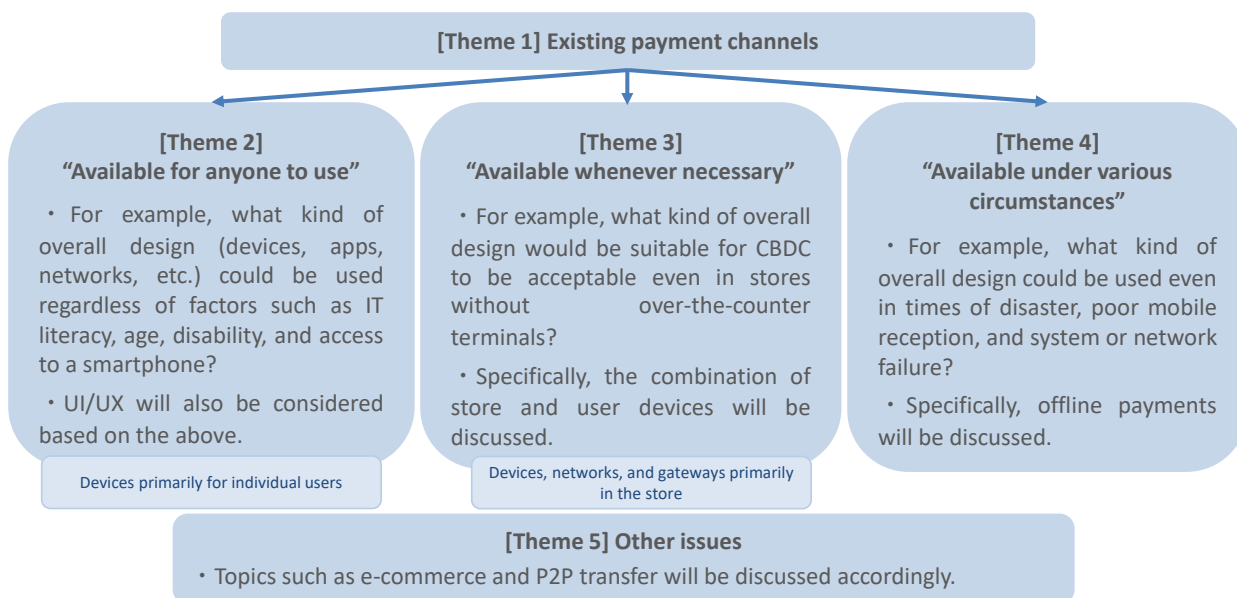 [Theme 1] Existing payment channels
[Theme 2]
“Available for anyone to use”
・For example, what kind of
overall design (devices, apps,
networks, etc.) could be used
regardless of factors such as IT
literacy, age, disability, and access
to a smartphone?
・UI/UX will also be considered
based on the above.
Devices primarily for individual users
[Theme 3]
“Available whenever necessary”
・For example, what kind of overall
design would be suitable for CBDC
to be acceptable even in stores
without over-the-counter
terminals?
・Specifically, the combination of
store and user devices will be
discussed.
Devices, networks, and gateways primarily
in the store
[Theme 4]
“Available under various
circumstances”
・For example, what kind of
overall design could be used even
in times of disaster, poor mobile
reception, and system or network
failure?
・Specifically, offline payments
will be discussed.
[Theme 5] Other issues
・Topics such as e-commerce and P2P transfer will be discussed accordingly.